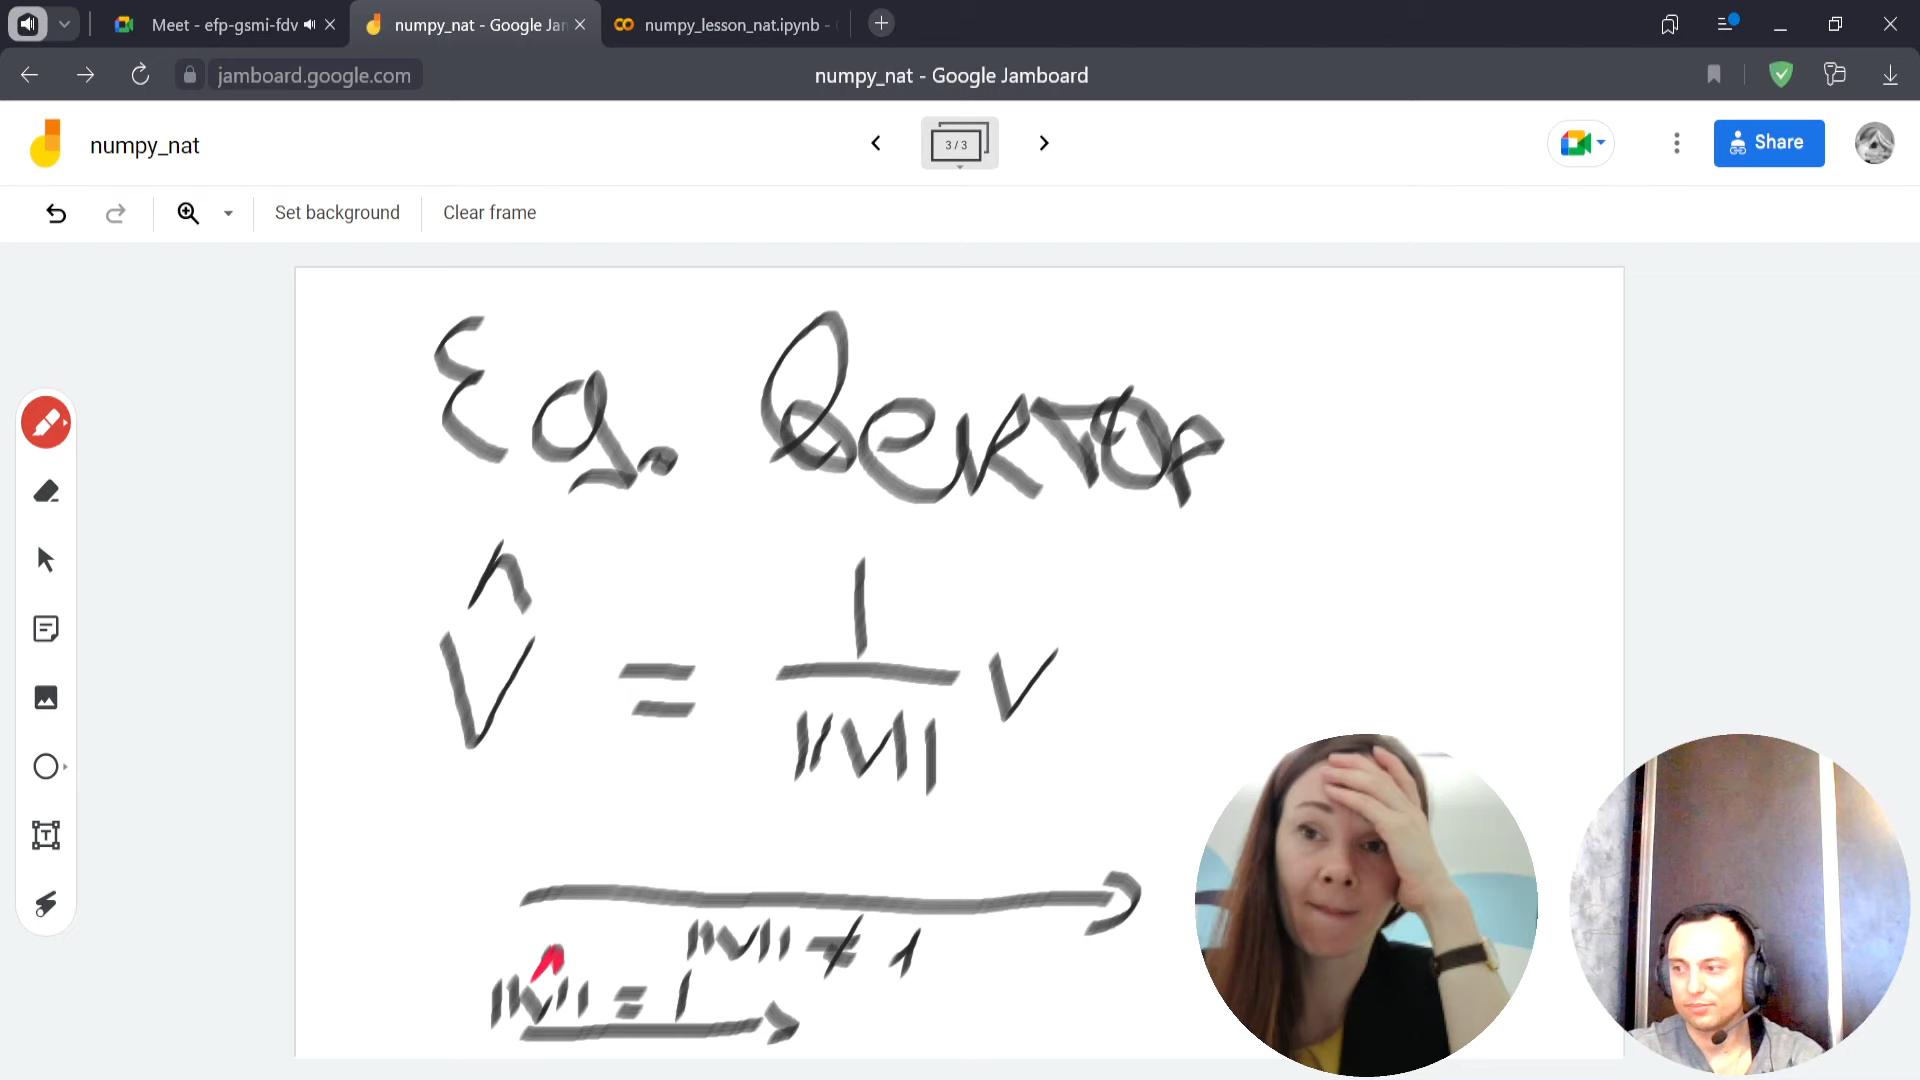 Meet - efp-gsmi-fdv
numpy_nat - Google Jam
numpy_lesson_nat.ipynb -
jamboard.google.com
numpy_nat - Google Jamboard
numpy_nat
3 / 3
Share
Set background
Clear frame
Ед. Вектор
v̂ = 1/||v|| v
||v|| ≠ 1
||v̂|| = 1